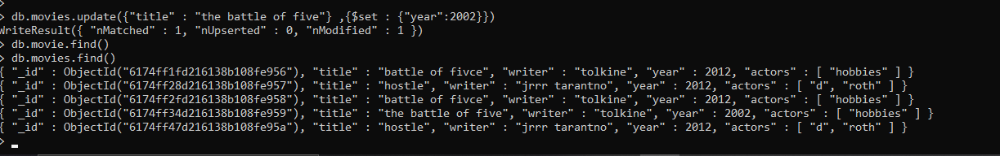 >
> db.movies.update({"title" : "the battle of five"} ,{$set : {"year":2002}})
WriteResult({ "nMatched" : 1, "nUpserted" : 0, "nModified" : 1 })
> db.movie.find()
> db.movies.find()
{ "_id" : ObjectId("6174ff1fd216138b108fe956"), "title" : "battle of fivce", "writer" : "tolkine", "year" : 2012, "actors" : [ "hobbies" ] }
{ "_id" : ObjectId("6174ff28d216138b108fe957"), "title" : "hostle", "writer" : "jrrr tarantno", "year" : 2012, "actors" : [ "d", "roth" ] }
{ "_id" : ObjectId("6174ff2fd216138b108fe958"), "title" : "battle of fivce", "writer" : "tolkine", "year" : 2012, "actors" : [ "hobbies" ] }
{ "_id" : ObjectId("6174ff34d216138b108fe959"), "title" : "the battle of five", "writer" : "tolkine", "year" : 2002, "actors" : [ "hobbies" ] }
{ "_id" : ObjectId("6174ff47d216138b108fe95a"), "title" : "hostle", "writer" : "jrrr tarantno", "year" : 2012, "actors" : [ "d", "roth" ] }
>